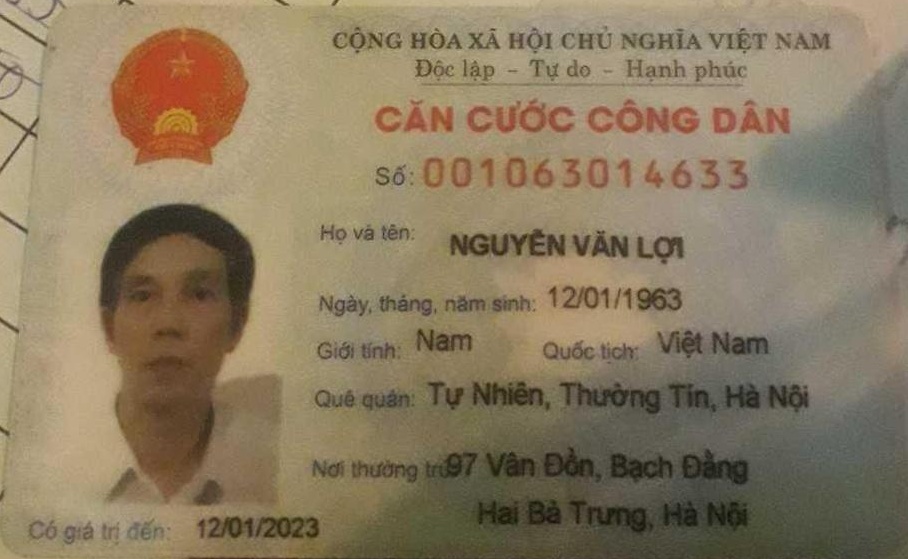 CỘNG HÒA XÃ HỘI CHỦ NGHĨA VIỆT NAM
Độc lập - Tự do - Hạnh phúc
CĂN CƯỚC CÔNG DÂN
Số: 001063014633
Họ và tên: NGUYỄN VĂN LỢI
Ngày, tháng, năm sinh: 12/01/1963
Giới tính: Nam Quốc tịch: Việt Nam
Quê quán: Tự Nhiên, Thường Tín, Hà Nội
Nơi thường trú: 97 Vân Đồn, Bạch Đằng
Hai Bà Trưng, Hà Nội
Có giá trị đến: 12/01/2023